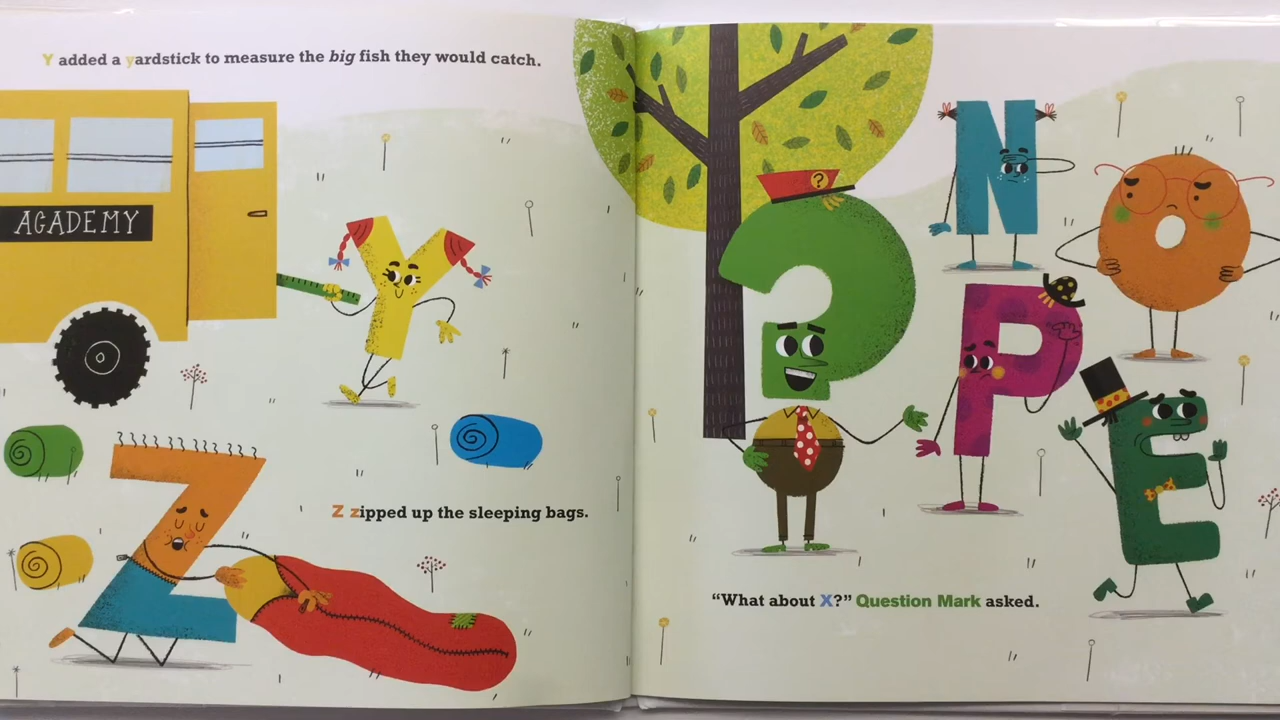 Y added a yardstick to measure the big fish they would catch.
AGADEMY
Z zipped up the sleeping bags.
?
“What about X?” Question Mark asked.